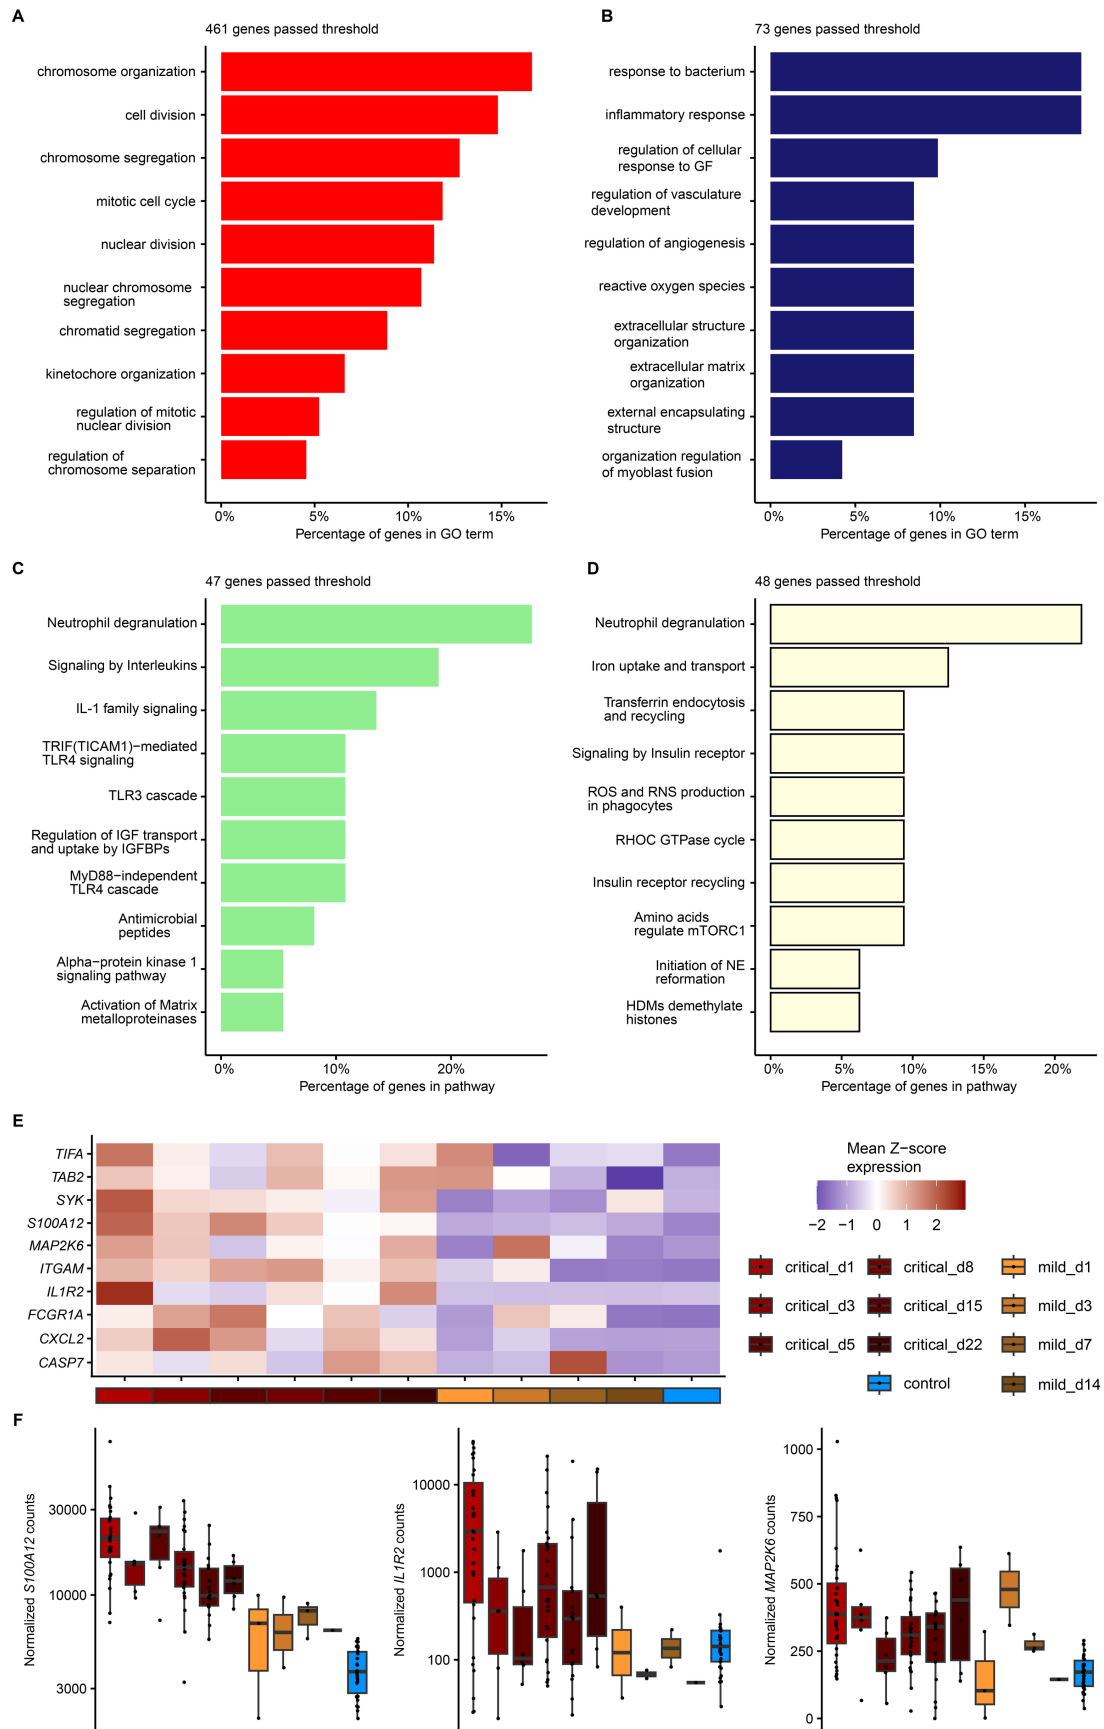 A
461 genes passed threshold
chromosome organization
cell division
chromosome segregation
mitotic cell cycle
nuclear division
nuclear chromosome
segregation
chromatid segregation
kinetochore organization
regulation of mitotic
nuclear division
regulation of
chromosome separation
0% 5% 10% 15%
Percentage of genes in GO term
B
73 genes passed threshold
response to bacterium
inflammatory response
regulation of cellular
response to GF
regulation of vasculature
development
regulation of angiogenesis
reactive oxygen species
extracellular structure
organization
extracellular matrix
organization
external encapsulating
structure
organization regulation
of myoblast fusion
0% 5% 10% 15%
Percentage of genes in GO term
C
47 genes passed threshold
Neutrophil degranulation
Signaling by Interleukins
IL-1 family signaling
TRIF(TICAM1)−mediated
TLR4 signaling
TLR3 cascade
Regulation of IGF transport
and uptake by IGFBPs
MyD88−independent
TLR4 cascade
Antimicrobial
peptides
Alpha−protein kinase 1
signaling pathway
Activation of Matrix
metalloproteinases
0% 10% 20%
Percentage of genes in pathway
D
48 genes passed threshold
Neutrophil degranulation
Iron uptake and transport
Transferrin endocytosis
and recycling
Signaling by Insulin receptor
ROS and RNS production
in phagocytes
RHOC GTPase cycle
Insulin receptor recycling
Amino acids
regulate mTORC1
Initiation of NE
reformation
HDMs demethylate
histones
0% 5% 10% 15% 20%
Percentage of genes in pathway
E
TIFA
TAB2
SYK
S100A12
MAP2K6
ITGAM
IL1R2
FCGR1A
CXCL2
CASP7
Mean Z−score
expression
−2 −1 0 1 2
critical_d1 critical_d8 mild_d1
critical_d3 critical_d15 mild_d3
critical_d5 critical_d22 mild_d7
control mild_d14
F
Normalized S100A12 counts
30000
10000
3000
Normalized IL1R2 counts
10000
1000
100
Normalized MAP2K6 counts
1000
750
500
250
0